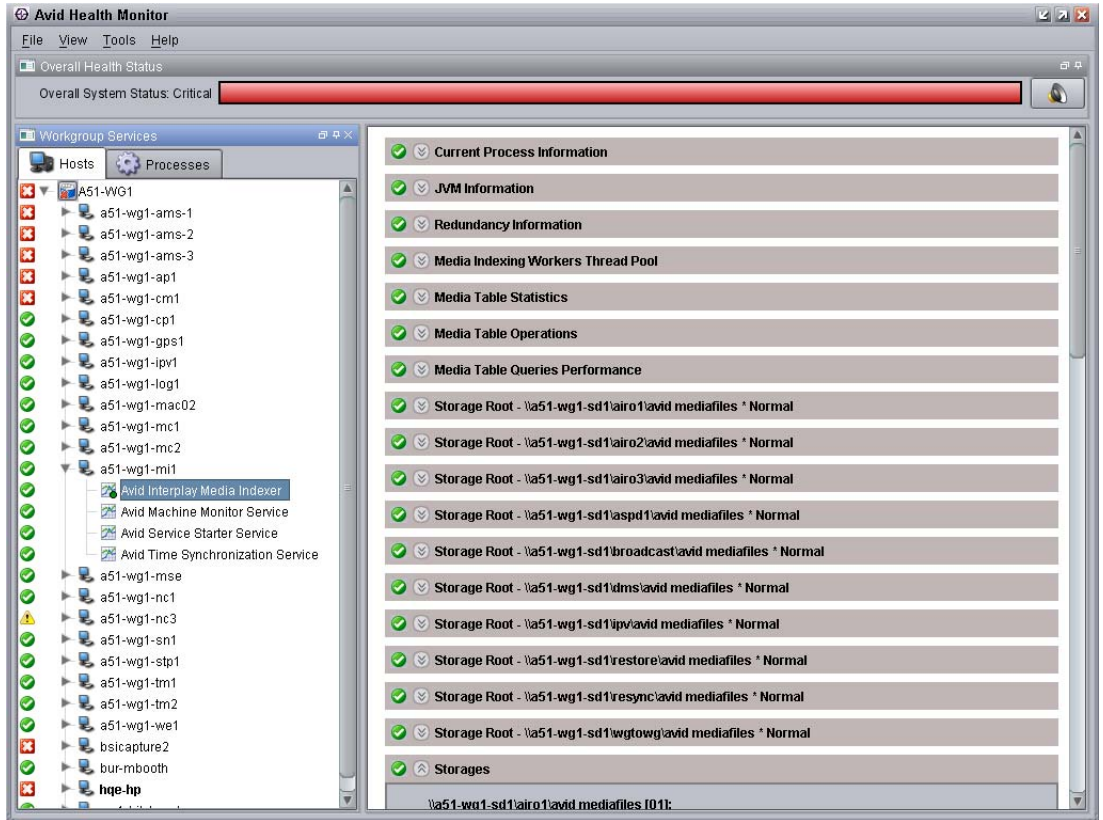 Avid Health Monitor
File View Tools Help
Overall Health Status
Overall System Status: Critical
Workgroup Services
Hosts Processes
A51-WG1
a51-wg1-ams-1
a51-wg1-ams-2
a51-wg1-ams-3
a51-wg1-ap1
a51-wg1-cm1
a51-wg1-cp1
a51-wg1-gps1
a51-wg1-ipv1
a51-wg1-log1
a51-wg1-mac02
a51-wg1-mc1
a51-wg1-mc2
a51-wg1-mi1
Avid Interplay Media Indexer
Avid Machine Monitor Service
Avid Service Starter Service
Avid Time Synchronization Service
a51-wg1-mse
a51-wg1-nc1
a51-wg1-nc3
a51-wg1-sn1
a51-wg1-stp1
a51-wg1-tm1
a51-wg1-tm2
a51-wg1-we1
bsicapture2
bur-mbooth
hqe-hp
Current Process Information
JVM Information
Redundancy Information
Media Indexing Workers Thread Pool
Media Table Statistics
Media Table Operations
Media Table Queries Performance
Storage Root - \\a51-wg1-sd1\airo1\avid mediafiles * Normal
Storage Root - \\a51-wg1-sd1\airo2\avid mediafiles * Normal
Storage Root - \\a51-wg1-sd1\airo3\avid mediafiles * Normal
Storage Root - \\a51-wg1-sd1\aspd1\avid mediafiles * Normal
Storage Root - \\a51-wg1-sd1\broadcast\avid mediafiles * Normal
Storage Root - \\a51-wg1-sd1\dms\avid mediafiles * Normal
Storage Root - \\a51-wg1-sd1\ipv\avid mediafiles * Normal
Storage Root - \\a51-wg1-sd1\restore\avid mediafiles * Normal
Storage Root - \\a51-wg1-sd1\resync\avid mediafiles * Normal
Storage Root - \\a51-wg1-sd1\wgtowg\avid mediafiles * Normal
Storages
\\a51-wg1-sd1\airo1\avid mediafiles [01]: